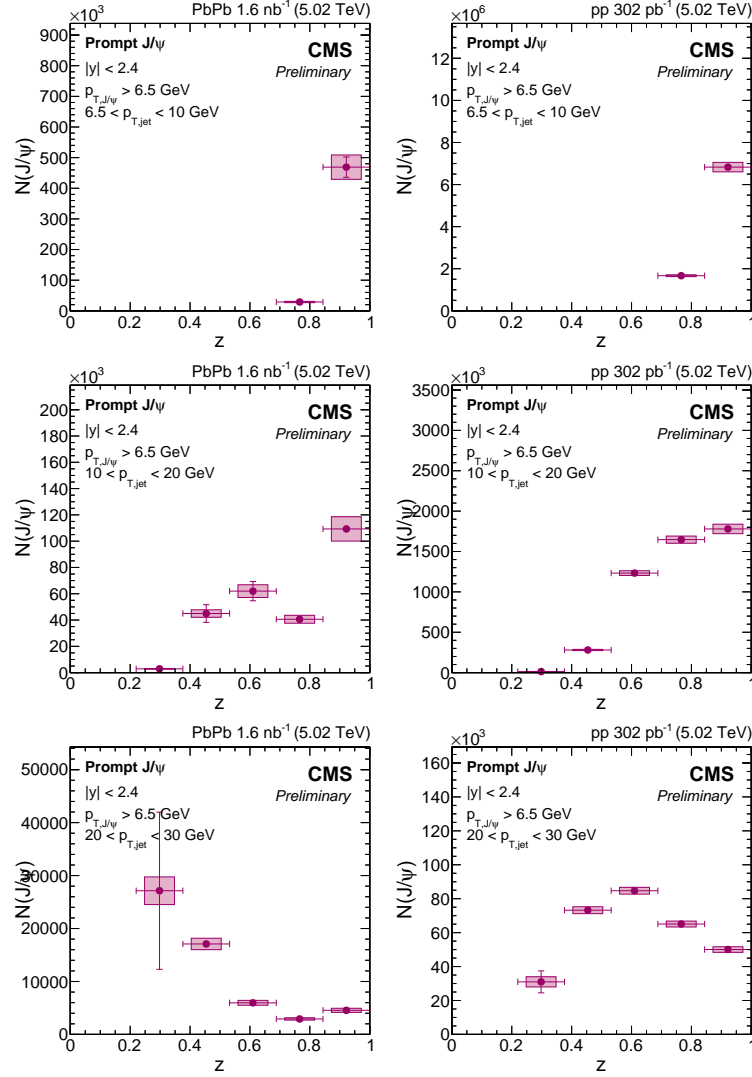 PbPb 1.6 nb⁻¹ (5.02 TeV)
×10³
N(J/ψ)
900
800
700
600
500
400
300
200
100
0
Prompt J/ψ
|y| < 2.4
p_T,J/ψ > 6.5 GeV
6.5 < p_T,jet < 10 GeV
CMS
Preliminary
0 0.2 0.4 0.6 0.8 1
z
pp 302 pb⁻¹ (5.02 TeV)
×10⁶
N(J/ψ)
12
10
8
6
4
2
0
Prompt J/ψ
|y| < 2.4
p_T,J/ψ > 6.5 GeV
6.5 < p_T,jet < 10 GeV
CMS
Preliminary
0 0.2 0.4 0.6 0.8 1
z
PbPb 1.6 nb⁻¹ (5.02 TeV)
×10³
N(J/ψ)
200
180
160
140
120
100
80
60
40
20
0
Prompt J/ψ
|y| < 2.4
p_T,J/ψ > 6.5 GeV
10 < p_T,jet < 20 GeV
CMS
Preliminary
0 0.2 0.4 0.6 0.8 1
z
pp 302 pb⁻¹ (5.02 TeV)
×10³
N(J/ψ)
3500
3000
2500
2000
1500
1000
500
0
Prompt J/ψ
|y| < 2.4
p_T,J/ψ > 6.5 GeV
10 < p_T,jet < 20 GeV
CMS
Preliminary
0 0.2 0.4 0.6 0.8 1
z
PbPb 1.6 nb⁻¹ (5.02 TeV)
N(J/ψ)
50000
40000
30000
20000
10000
0
Prompt J/ψ
|y| < 2.4
p_T,J/ψ > 6.5 GeV
20 < p_T,jet < 30 GeV
CMS
Preliminary
0 0.2 0.4 0.6 0.8 1
z
pp 302 pb⁻¹ (5.02 TeV)
×10³
N(J/ψ)
160
140
120
100
80
60
40
20
0
Prompt J/ψ
|y| < 2.4
p_T,J/ψ > 6.5 GeV
20 < p_T,jet < 30 GeV
CMS
Preliminary
0 0.2 0.4 0.6 0.8 1
z